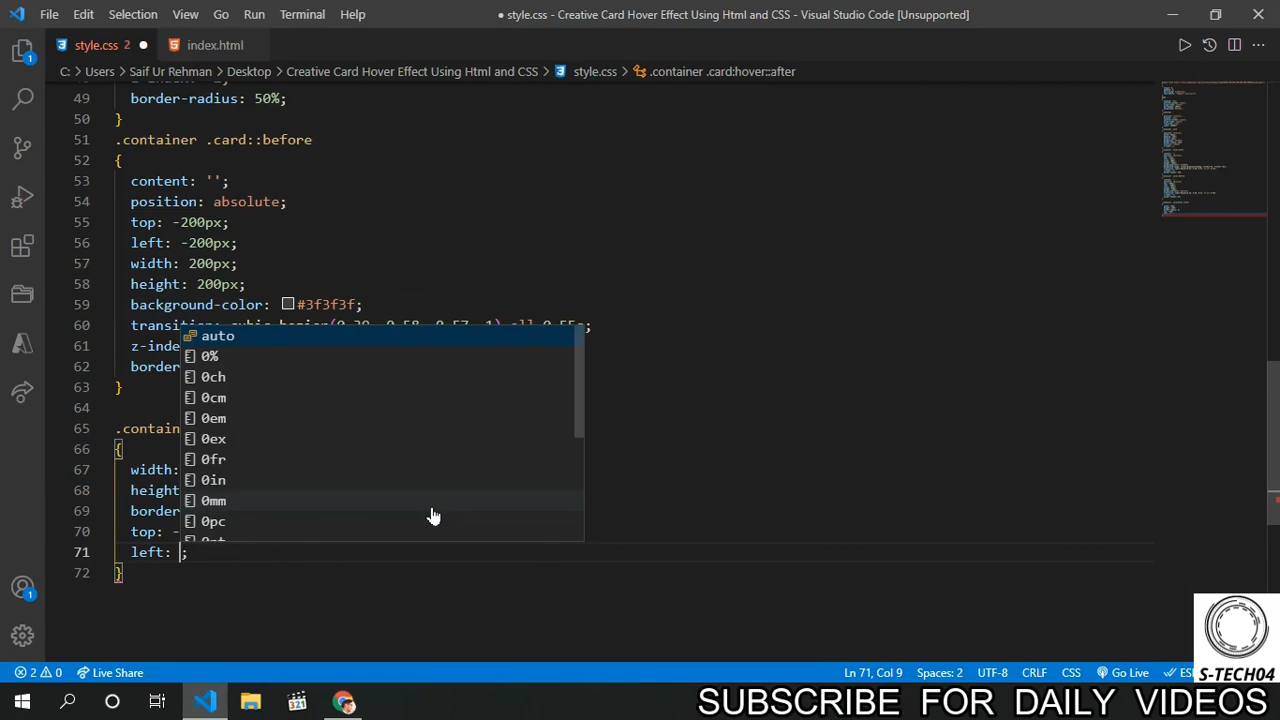 File Edit Selection View Go Run Terminal Help
● style.css - Creative Card Hover Effect Using Html and CSS - Visual Studio Code [Unsupported]
style.css 2
index.html
C: > Users > Saif Ur Rehman > Desktop > Creative Card Hover Effect Using Html and CSS > style.css > .container .card:hover::after
49 border-radius: 50%;
50 }
51 .container .card::before
52 {
53 content: '';
54 position: absolute;
55 top: -200px;
56 left: -200px;
57 width: 200px;
58 height: 200px;
59 background-color: #3f3f3f;
60
61 z-inde
62 border
63 }
64
65 .contain
66 {
67 width:
68 height
69 border
70 top: -
71 left: ;
72 }
auto
0%
0ch
0cm
0em
0ex
0fr
0in
0mm
0pc
1
1
2 0
Live Share
Ln 71, Col 9
Spaces: 2
UTF-8
CRLF
CSS
Go Live
S-TECH04
321
SUBSCRIBE FOR DAILY VIDEOS